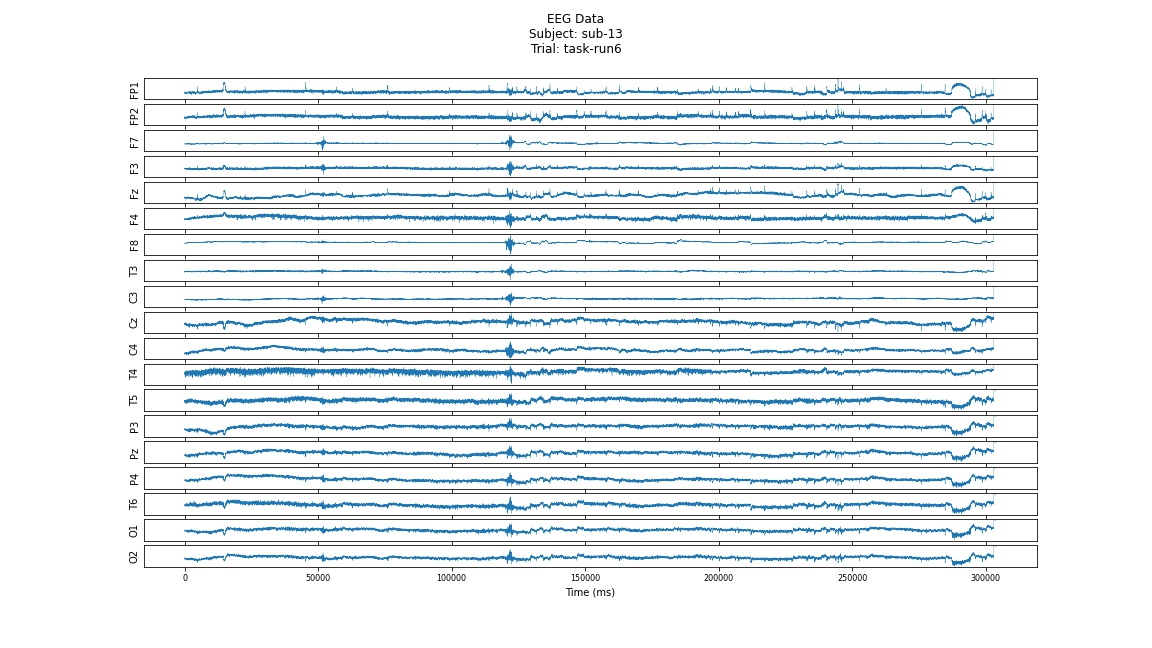 EEG Data
Subject: sub-13
Trial: task-run6
FP1
FP2
F7
F3
Fz
F4
F8
T3
C3
Cz
C4
T4
T5
P3
Pz
P4
T6
O1
O2
0 50000 100000 150000 200000 250000 300000
Time (ms)